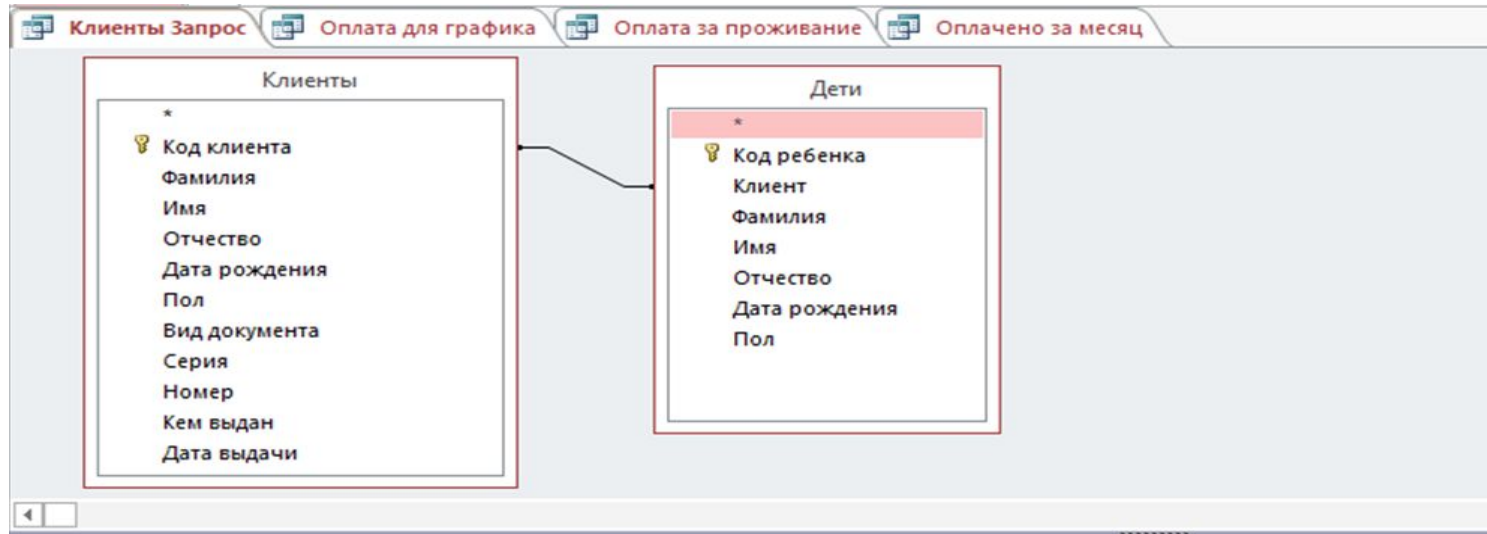 Клиенты Запрос Оплата для графика Оплата за проживание Оплачено за месяц
Клиенты
*
Код клиента
Фамилия
Имя
Отчество
Дата рождения
Пол
Вид документа
Серия
Номер
Кем выдан
Дата выдачи
Дети
*
Код ребенка
Клиент
Фамилия
Имя
Отчество
Дата рождения
Пол